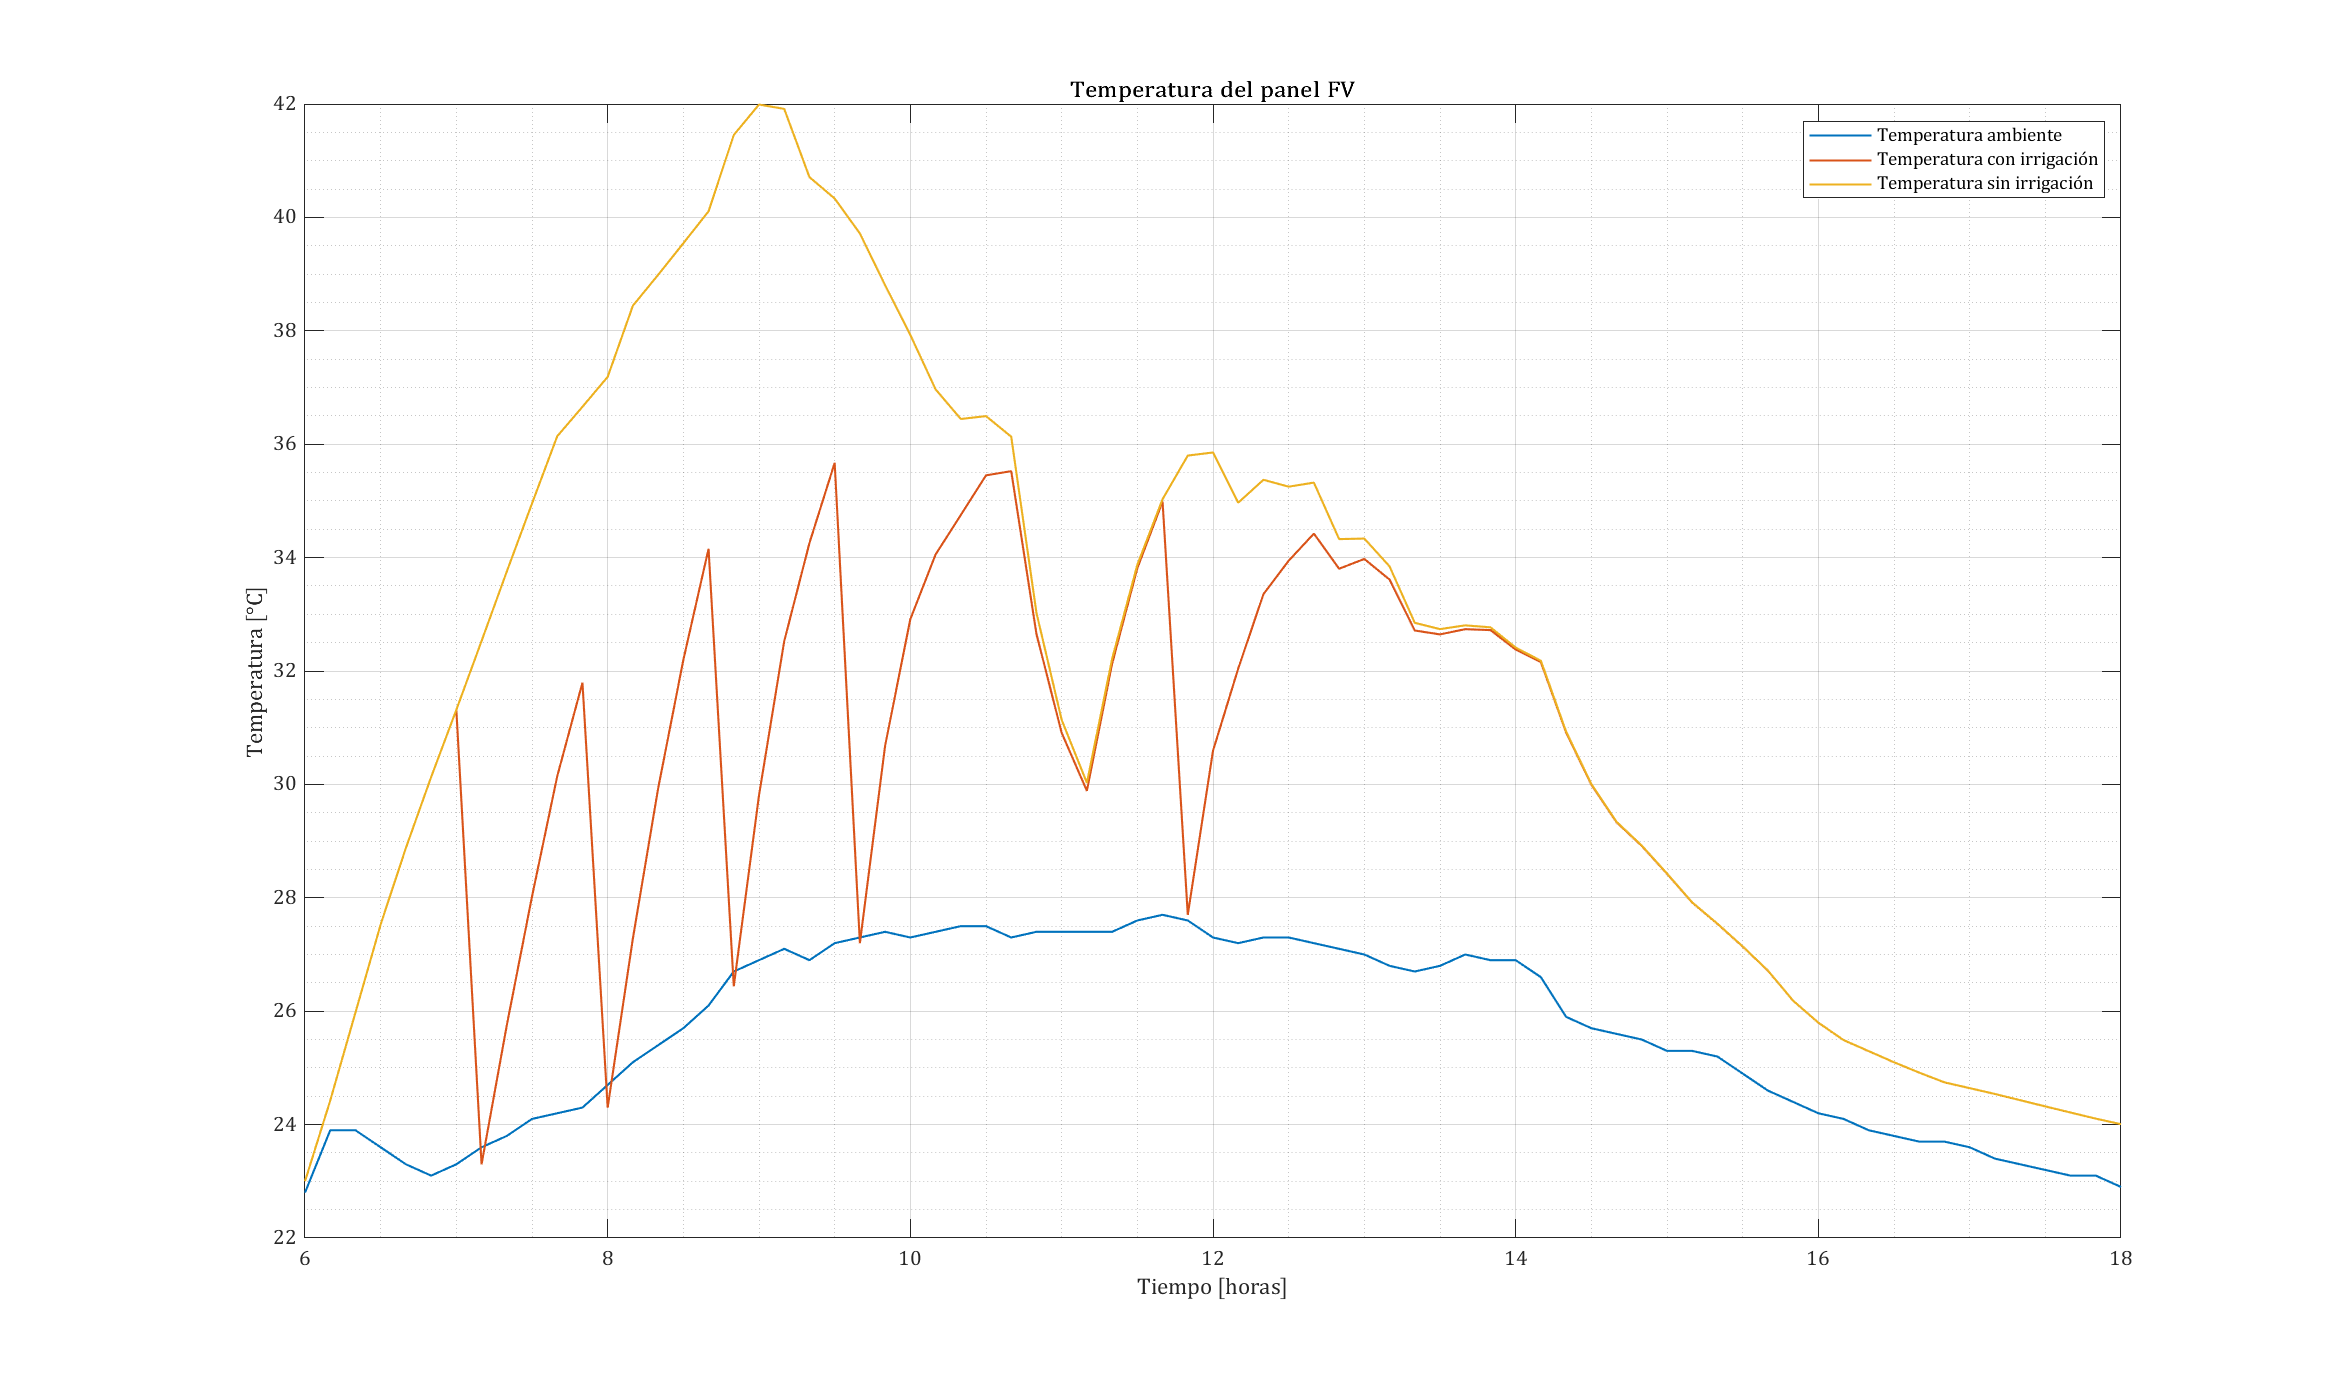 Temperatura del panel FV
42
40
38
36
34
32
30
28
26
24
22
Temperatura [°C]
Temperatura ambiente
Temperatura con irrigación
Temperatura sin irrigación
6 8 10 12 14 16 18
Tiempo [horas]